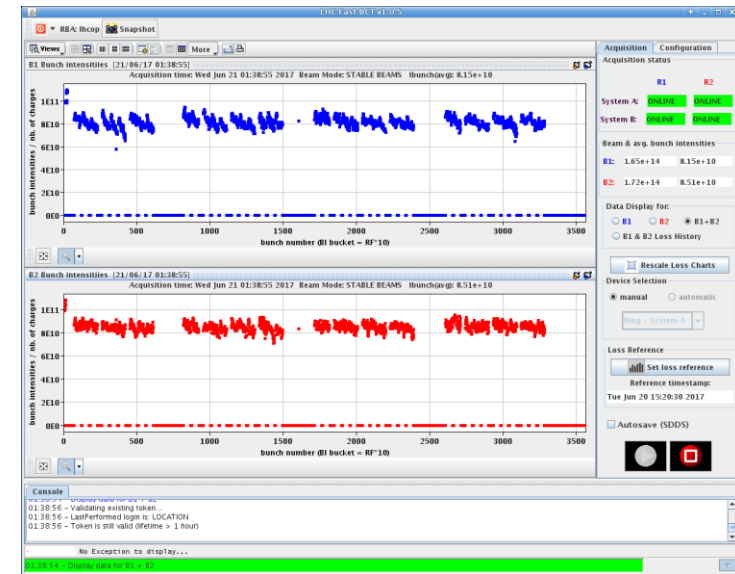 LHC Fast BCT v1.0.5
RBA: lhcop Snapshot
Views More
B1 Bunch intensitiies [21/06/17 01:38:55]
Acquisition time: Wed Jun 21 01:38:55 2017 Beam Mode: STABLE BEAMS Ibunch(avg): 8.15e+10
bunch intensities / nb. of charges
1E11
8E10
6E10
4E10
2E10
0E0
0 500 1000 1500 2000 2500 3000 3500
bunch number (BI bucket = RF*10)
B2 Bunch intensitiies [21/06/17 01:38:55]
Acquisition time: Wed Jun 21 01:38:55 2017 Beam Mode: STABLE BEAMS Ibunch(avg): 8.51e+10
bunch intensities / nb. of charges
1E11
8E10
6E10
4E10
2E10
0E0
0 500 1000 1500 2000 2500 3000 3500
bunch number (BI bucket = RF*10)
Acquisition Configuration
Acquisition status
R1 R2
System A: ONLINE ONLINE
System B: ONLINE ONLINE
Beam & avg. bunch intensities
B1: 1.65e+14 8.15e+10
B2: 1.72e+14 8.51e+10
Data Display for:
B1 B2 B1+B2
B1 & B2 Loss History
Rescale Loss Charts
Device Selection
manual automatic
Ring - System A
Loss Reference
Set loss reference
Reference timestamp:
Tue Jun 20 15:20:30 2017
Autosave (SDDS)
Console
01:38:56 - Validating existing token...
01:38:56 - LastPerformed login is: LOCATION
01:38:56 - Token is still valid (lifetime > 1 hour)
No Exception to display...
01:38:54 - Display data for B1 + B2